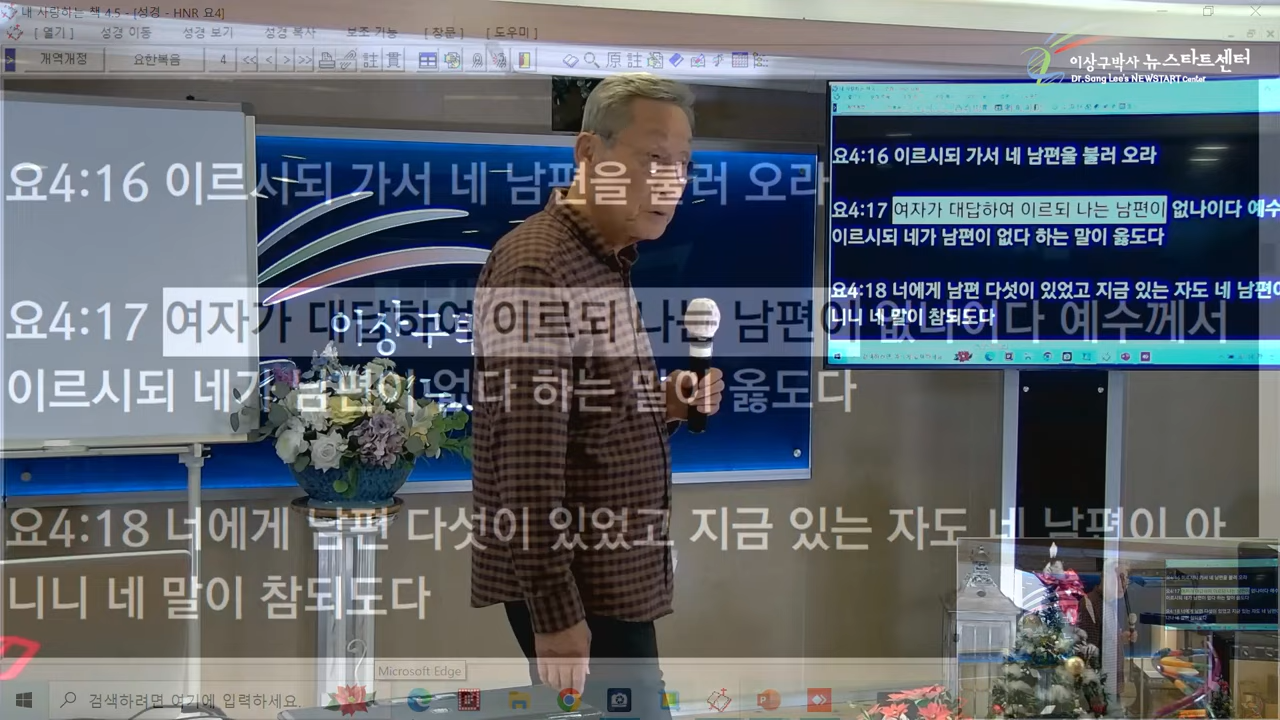 내 사랑하는 책 4.5 - [성경 - HNR 요4]
[ 열기 ] 성경 이동 성경 보기 성경 복사 보조 기능 [ 창문 ] [ 도우미 ]
개역개정 요한복음 4 << < > >> 註 貫 原 註
이상구박사 뉴스타트센터
Dr. Sang Lee's NEWSTART Center
요4:16 이르시되 가서 네 남편을 불러 오라
요4:17 여자가 대답하여 이르되 나는 남편이 없나이다 예수께서
이르시되 네가 남편이 없다 하는 말이 옳도다
요4:18 너에게 남편 다섯이 있었고 지금 있는 자도 네 남편이 아
니니 네 말이 참되도다
요4:16 이르시되 가서 네 남편을 불러 오라
요4:17 여자가 대답하여 이르되 나는 남편이 없나이다 예수
이르시되 네가 남편이 없다 하는 말이 옳도다
요4:18 너에게 남편 다섯이 있었고 지금 있는 자도 네 남편이
니니 네 말이 참되도다
이상구
Microsoft Edge
검색하려면 여기에 입력하세요.